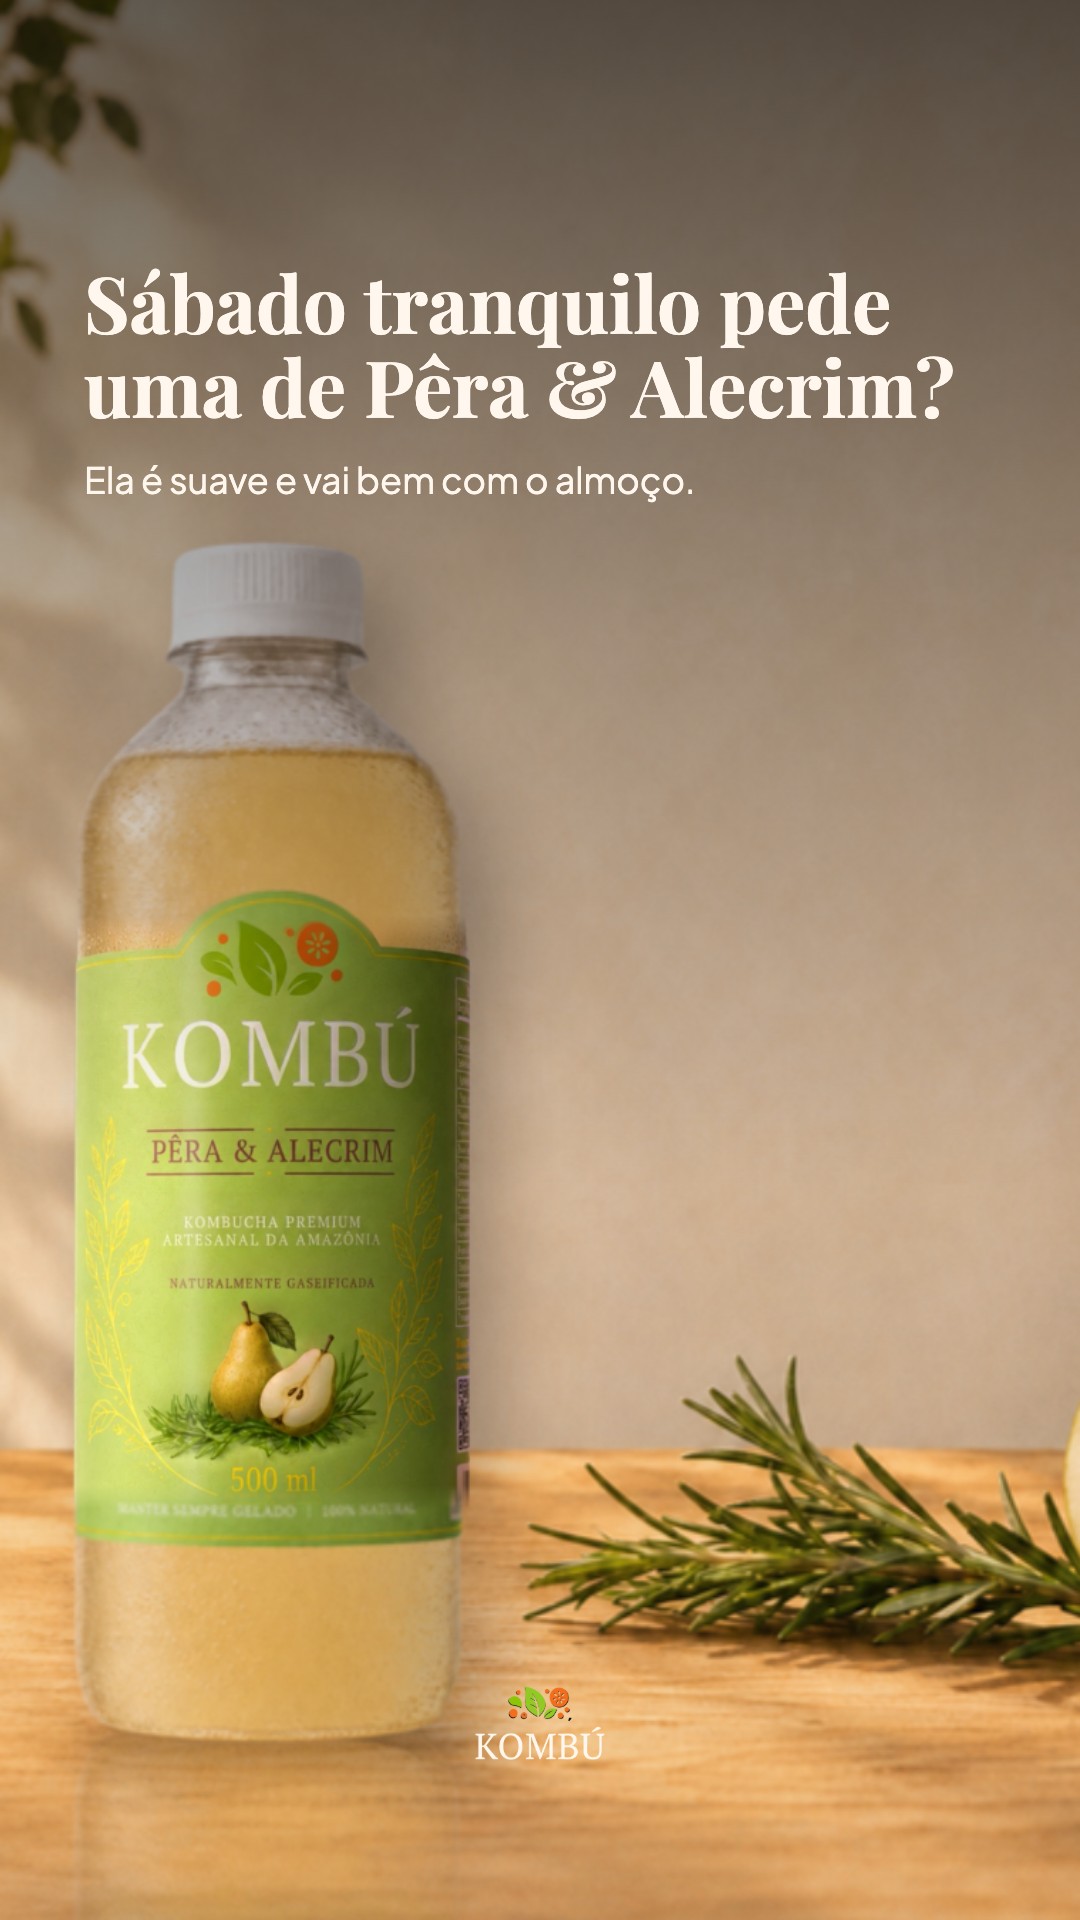 Sábado tranquilo pede
uma de Pêra & Alecrim?
Ela é suave e vai bem com o almoço.
KOMBÚ
PÊRA & ALECRIM
KOMBUCHA PREMIUM
ARTESANAL DA AMAZÔNIA
NATURALMENTE GASEIFICADA
500 ml
MANTER SEMPRE GELADO | 100% NATURAL
KOMBÚ